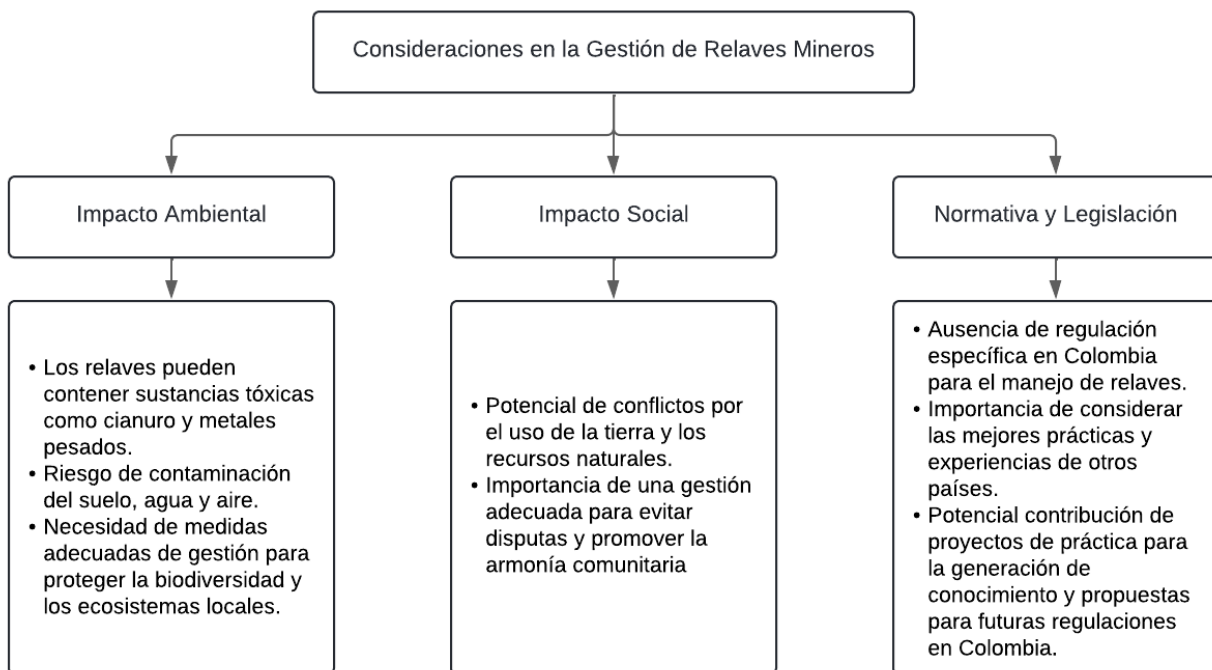 Consideraciones en la Gestión de Relaves Mineros
Impacto Ambiental
Impacto Social
Normativa y Legislación
• Los relaves pueden
contener sustancias tóxicas
como cianuro y metales
pesados.
• Riesgo de contaminación
del suelo, agua y aire.
• Necesidad de medidas
adecuadas de gestión para
proteger la biodiversidad y
los ecosistemas locales.
• Potencial de conflictos por
el uso de la tierra y los
recursos naturales.
• Importancia de una gestión
adecuada para evitar
disputas y promover la
armonía comunitaria
• Ausencia de regulación
específica en Colombia
para el manejo de relaves.
• Importancia de considerar
las mejores prácticas y
experiencias de otros
países.
• Potencial contribución de
proyectos de práctica para
la generación de
conocimiento y propuestas
para futuras regulaciones
en Colombia.